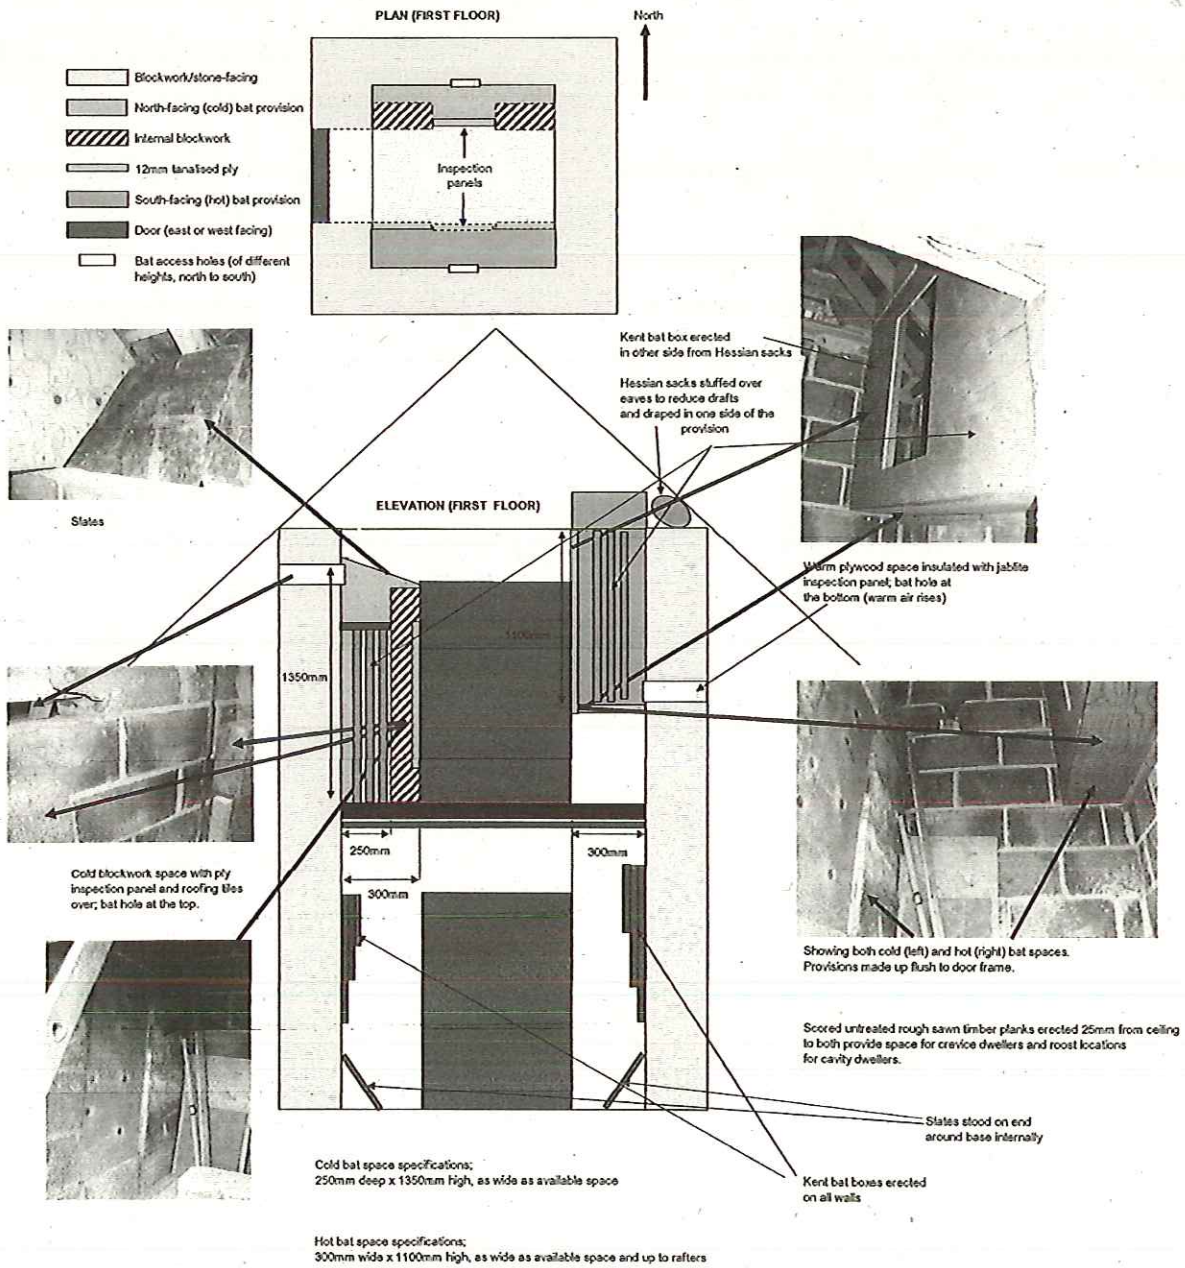 PLAN (FIRST FLOOR)
North
Blockwork/stone-facing
North-facing (cold) bat provision
Internal blockwork
12mm tanalised ply
South-facing (hot) bat provision
Door (east or west facing)
Bat access holes (of different
heights, north to south)
Inspection
panels
Kent bat box erected
in other side from Hessian sacks
Hessian sacks stuffed over
eaves to reduce drafts
and draped in one side of the
provision
Slates
ELEVATION (FIRST FLOOR)
Warm plywood space insulated with jablite
inspection panel; bat hole at
the bottom (warm air rises)
1100mm
1350mm
250mm
300mm
300mm
Cold blockwork space with ply
inspection panel and roofing tiles
over; bat hole at the top.
Showing both cold (left) and hot (right) bat spaces.
Provisions made up flush to door frame.
Scored untreated rough sawn timber planks erected 25mm from ceiling
to both provide space for crevice dwellers and roost locations
for cavity dwellers.
Slates stood on end
around base internally
Kent bat boxes erected
on all walls
Cold bat space specifications;
250mm deep x 1350mm high, as wide as available space
Hot bat space specifications;
300mm wide x 1100mm high, as wide as available space and up to rafters